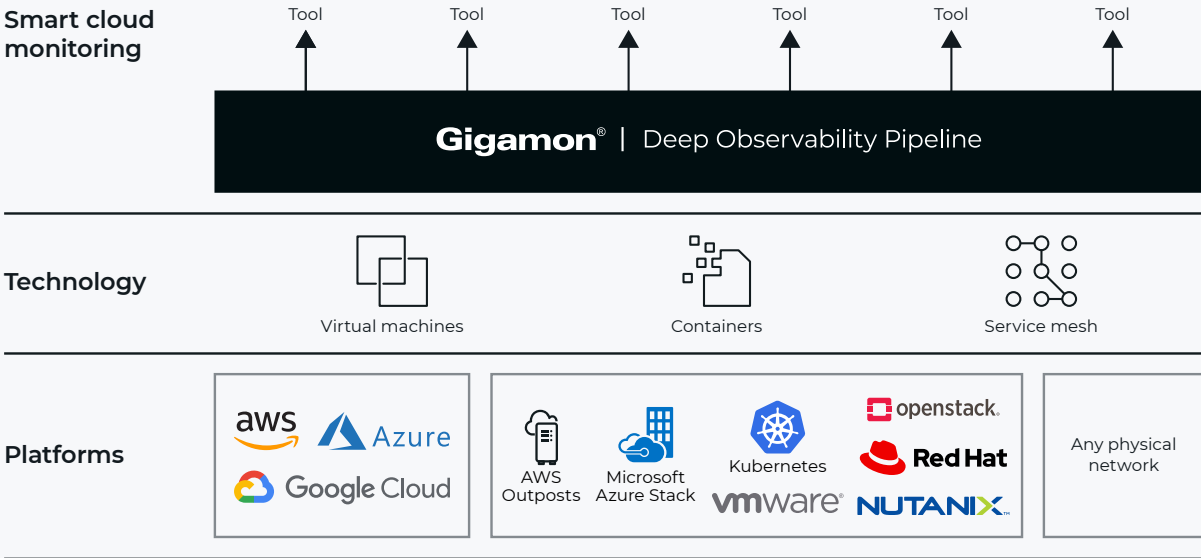 Smart cloud
monitoring
Tool Tool Tool Tool Tool Tool
Gigamon® | Deep Observability Pipeline
Technology
Virtual machines Containers Service mesh
Platforms
aws Azure
Google Cloud
AWS
Outposts
Microsoft
Azure Stack
Kubernetes
vmware®
openstack.
Red Hat
NUTANIX™
Any physical
network